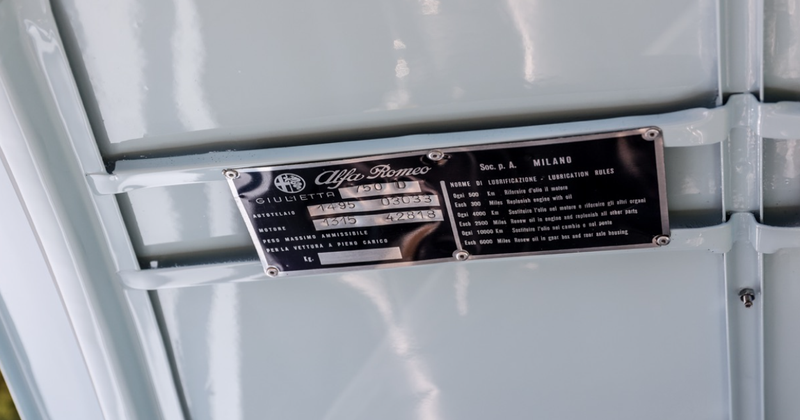 Alfa Romeo
GIULIETTA 750 D
AUTOTELAIO 1495 03033
MOTORE 1315 42818
PESO MASSIMO AMMISSIBILE
PER LA VETTURA A PIENO CARICO
Soc. p. A. MILANO
NORME DI LUBRIFICAZIONE - LUBRICATION RULES
Ogni 500 Km Rifornire l'olio il motore
Each 300 Miles Replenish engine with oil
Ogni 4000 Km Sostituire l'olio nel motore e rifornire gli altri organi
Each 2500 Miles Renew oil in engine and replenish all other parts
Ogni 10000 Km Sostituire l'olio nel cambio e nel ponte
Each 6000 Miles Renew oil in gear box and rear axle housing